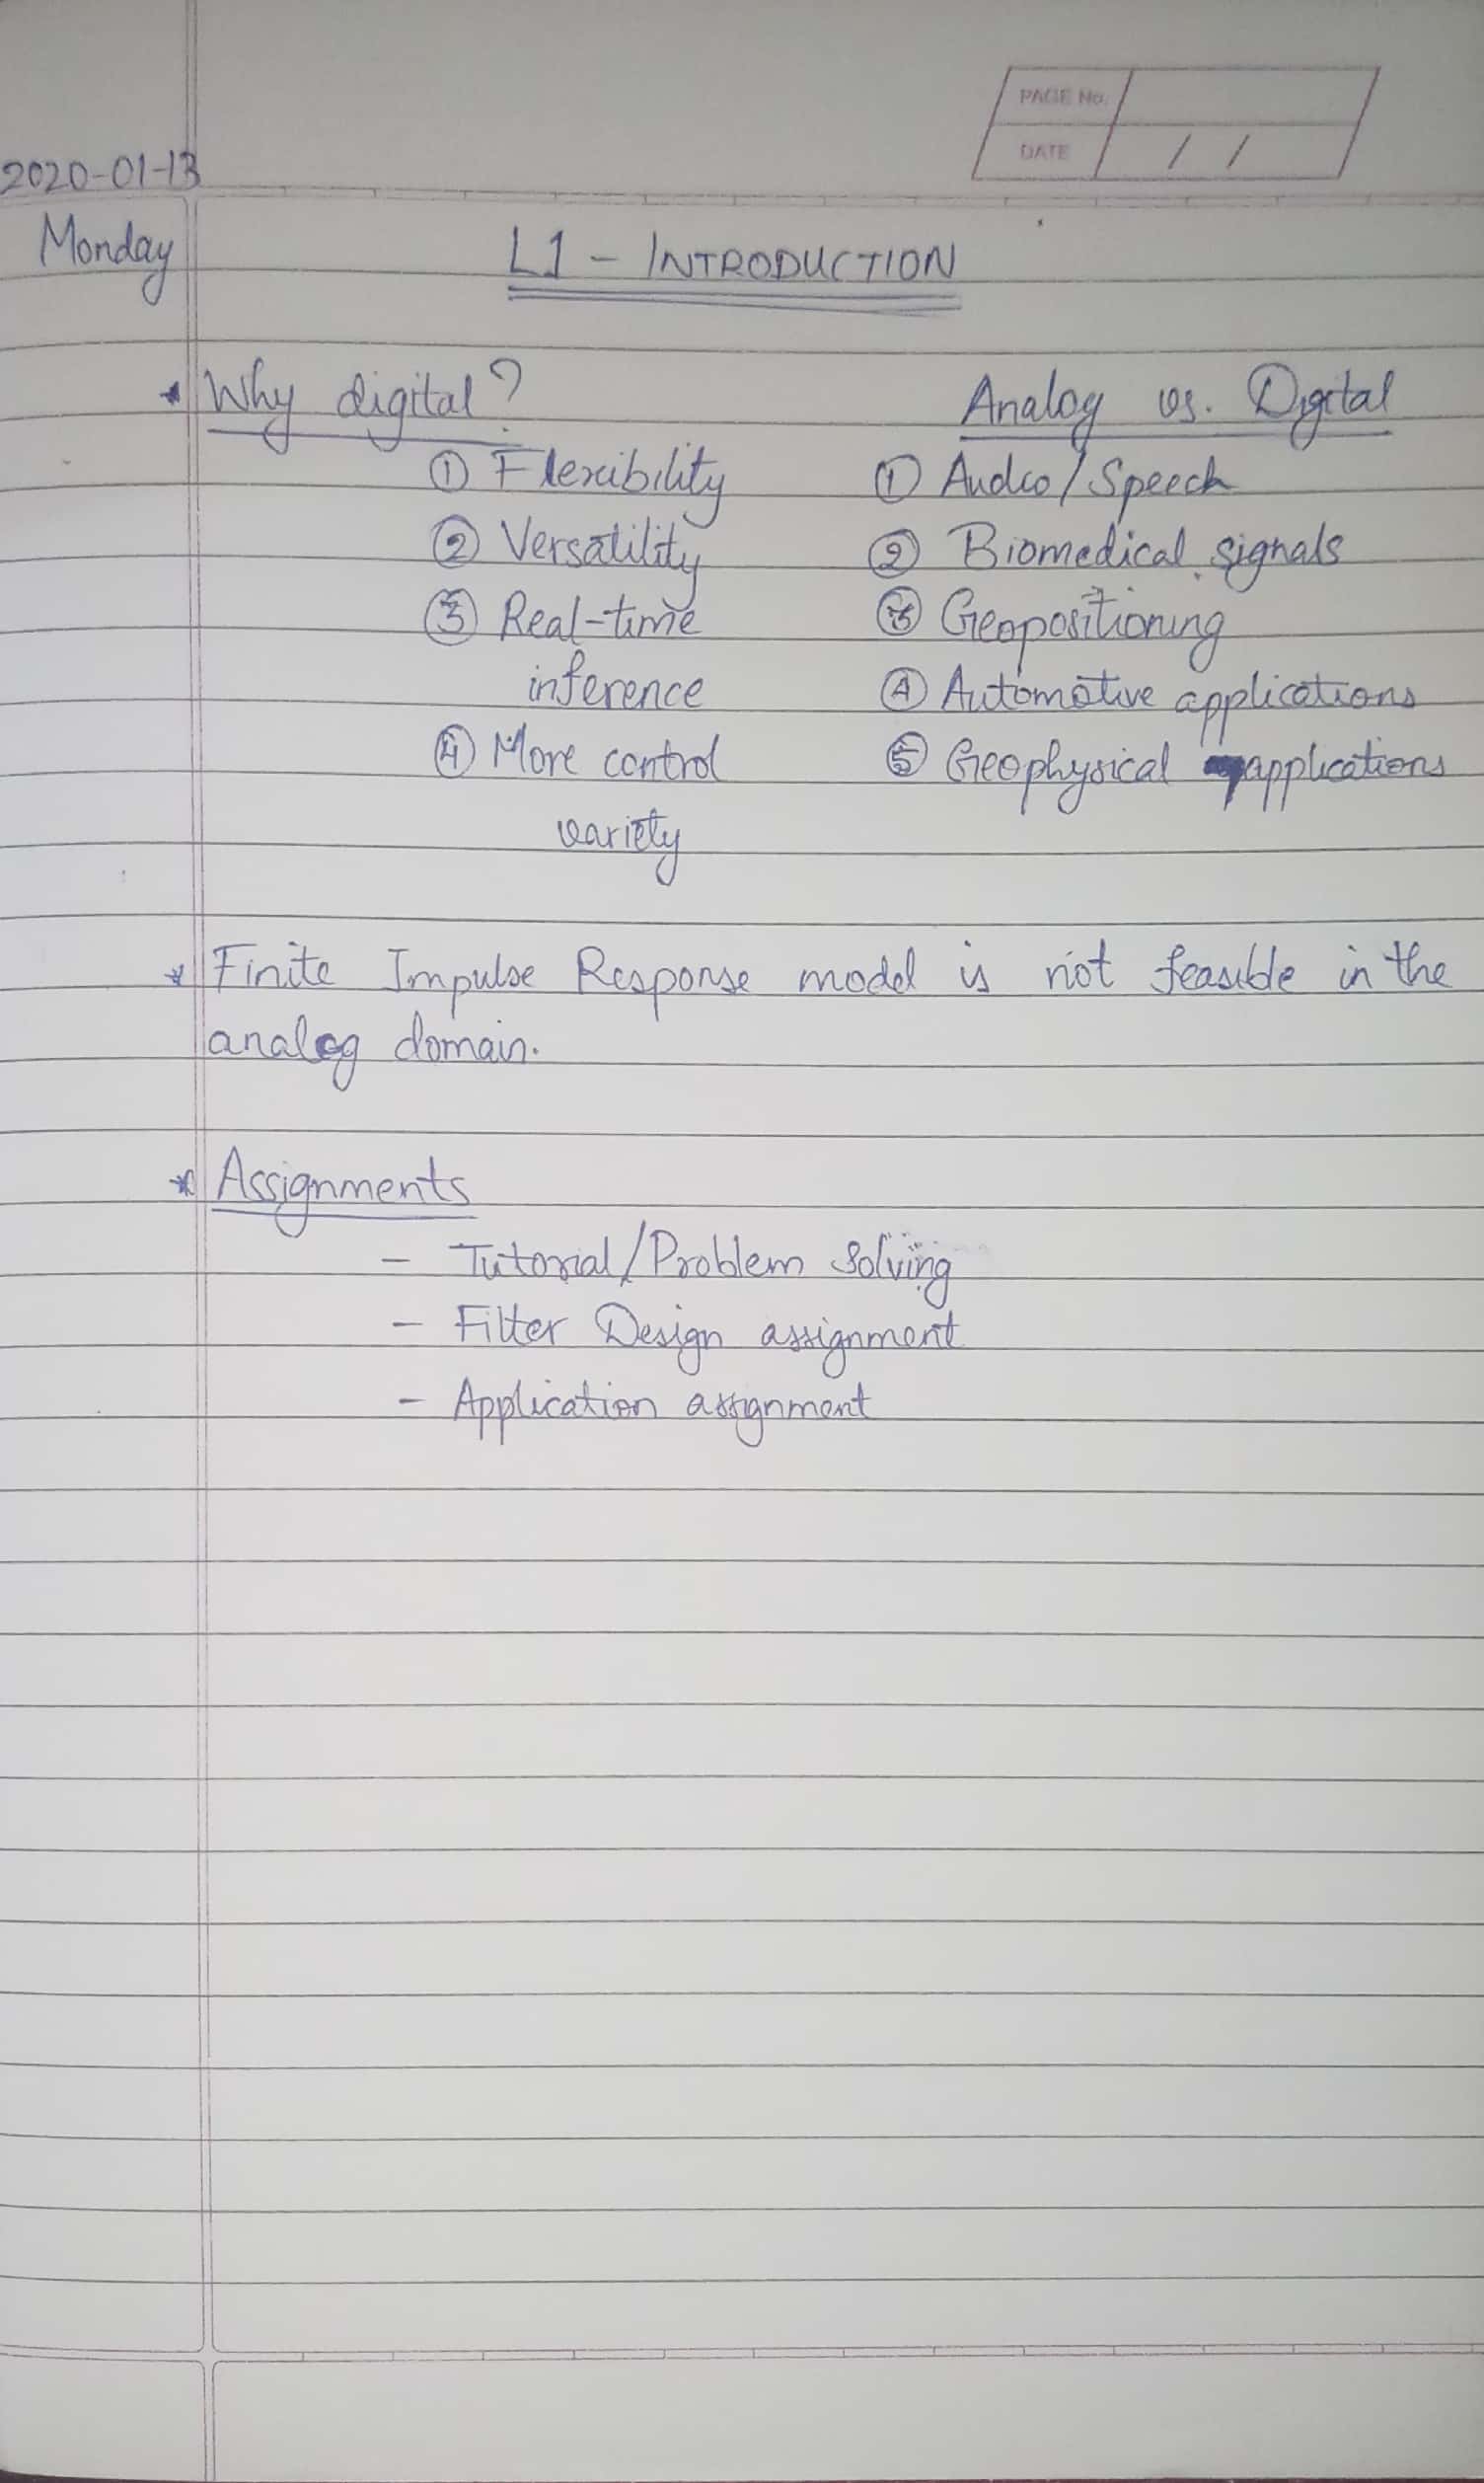 PAGE No.
DATE / /
2020-01-13
Monday
L1 - INTRODUCTION
* Why digital?
① Flexibility
② Versatility
③ Real-time
inference
④ More control
variety
Analog vs. Digital
① Audio/Speech
② Biomedical signals
③ Geopositioning
④ Automotive applications
⑤ Geophysical applications
* Finite Impulse Response model is not feasible in the
analog domain.
* Assignments
- Tutorial/Problem Solving
- Filter Design assignment
- Application assignment